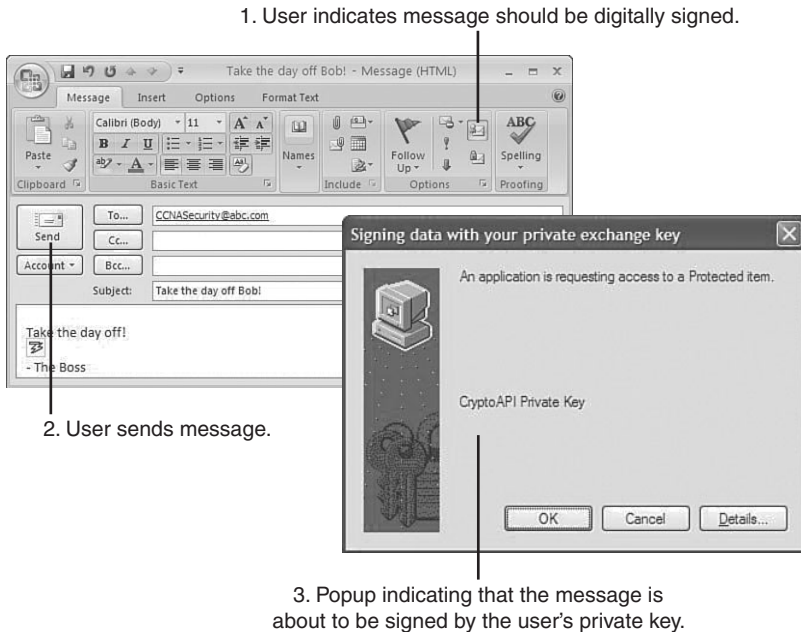 1. User indicates message should be digitally signed.
Take the day off Bob! - Message (HTML)
Message Insert Options Format Text
Calibri (Body) 11 A A ABC
Paste B I U Names Follow Up Spelling
ab A Aa
Clipboard Basic Text Include Options Proofing
Send To... CCNASecurity@abc.com
Cc...
Account Bcc...
Subject: Take the day off Bob!
Take the day off!
- The Boss
Signing data with your private exchange key
An application is requesting access to a Protected item.
CryptoAPI Private Key
OK Cancel Details...
2. User sends message.
3. Popup indicating that the message is
about to be signed by the user's private key.